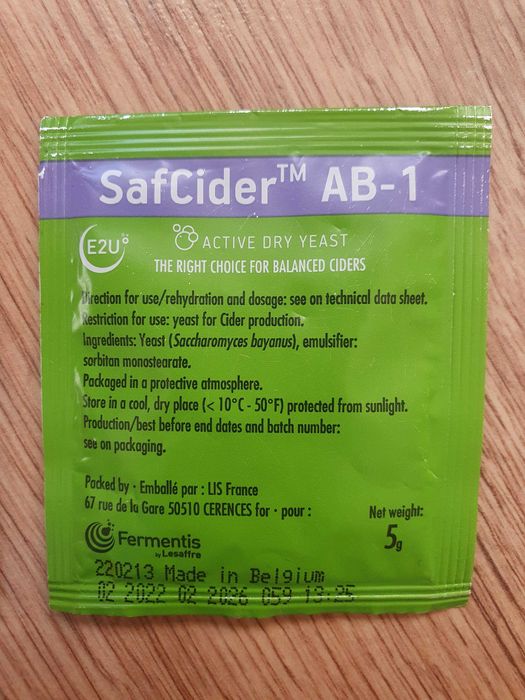 SafCider™ AB-1
E2U
ACTIVE DRY YEAST
THE RIGHT CHOICE FOR BALANCED CIDERS
Direction for use/rehydration and dosage: see on technical data sheet.
Restriction for use: yeast for Cider production.
Ingredients: Yeast (Saccharomyces bayanus), emulsifier:
sorbitan monostearate.
Packaged in a protective atmosphere.
Store in a cool, dry place (< 10°C - 50°F) protected from sunlight.
Production/best before end dates and batch number:
see on packaging.
Packed by · Emballé par : LIS France
67 rue de la Gare 50510 CERENCES for · pour :
Net weight:
5g
Fermentis
by Lesaffre
220213 Made in Belgium
02 2022 02 2026 059 13:25